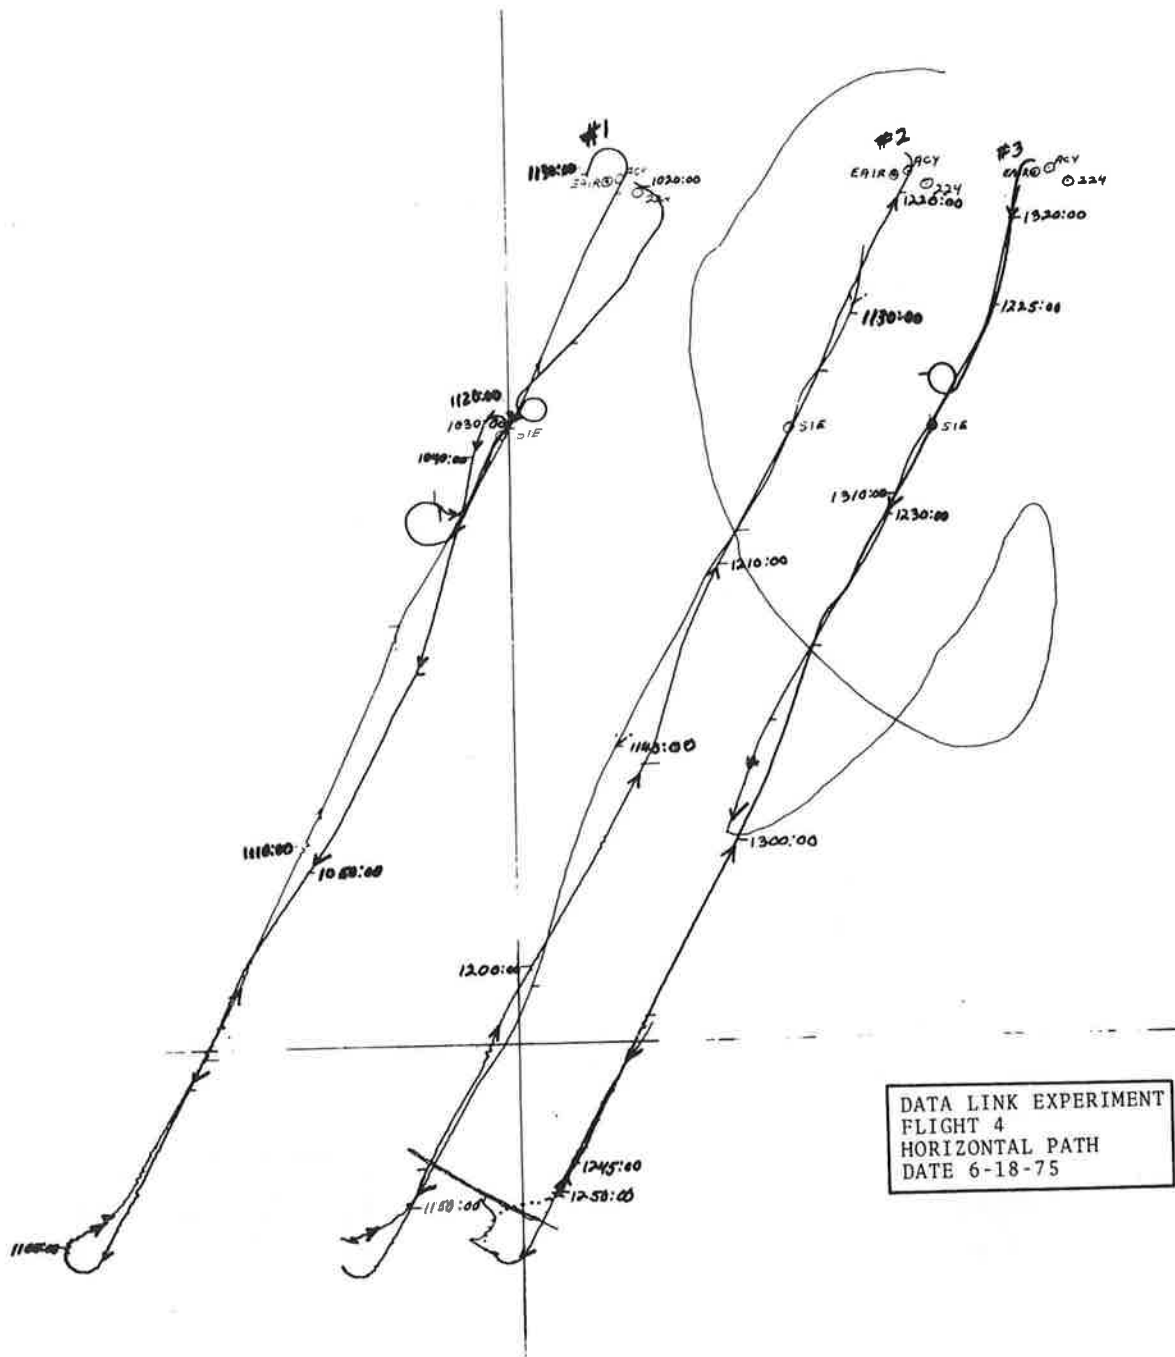 #1
1130:00
EAIR
ACY
1020:00
224
1120:00
1030:00
SIE
1040:00
1110:00
1050:00
1100:00
#2
EAIR
ACY
224
1220:00
1130:00
SIE
1210:00
1140:00
1200:00
1150:00
#3
EAIR
ACY
224
1320:00
1225:00
SIE
1310:00
1230:00
1300:00
1245:00
1250:00
DATA LINK EXPERIMENT
FLIGHT 4
HORIZONTAL PATH
DATE 6-18-75